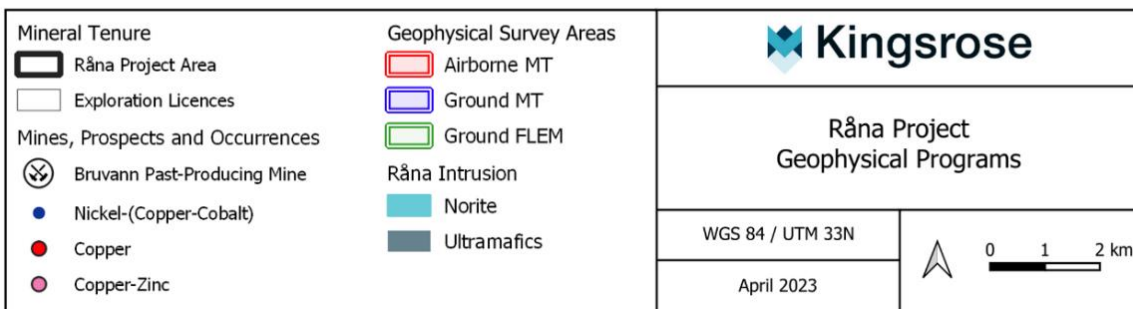 Mineral Tenure
Råna Project Area
Exploration Licences
Mines, Prospects and Occurrences
Bruvann Past-Producing Mine
Nickel-(Copper-Cobalt)
Copper
Copper-Zinc
Geophysical Survey Areas
Airborne MT
Ground MT
Ground FLEM
Råna Intrusion
Norite
Ultramafics
Kingsrose
Råna Project
Geophysical Programs
WGS 84 / UTM 33N
April 2023
0 1 2 km